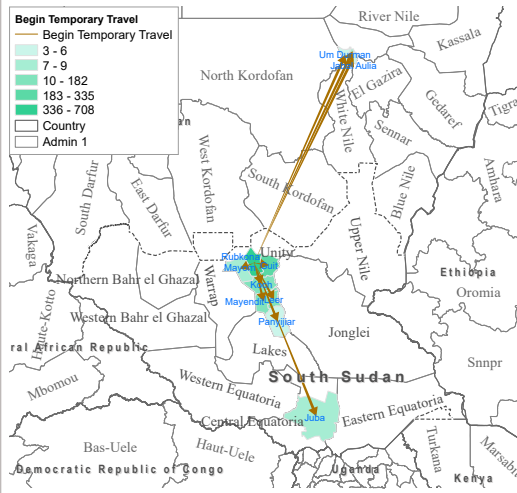 Begin Temporary Travel
Begin Temporary Travel
3 - 6
7 - 9
10 - 182
183 - 335
336 - 708
Country
Admin 1
River Nile
Kassala
Um Durman
Jabal Aulia
North Kordofan
El Gazira
Gedaref
White Nile
Sennar
Tigra
an
West Kordofan
South Kordofan
South Darfur
East Darfur
Blue Nile
Amhara
Upper Nile
Vakaga
Rubkona
Unity
Mayom
Guit
Ethiopia
Northern Bahr el Ghazal
Warrap
Koch
Oromia
Mayendit
Leer
Haute-Kotto
Western Bahr el Ghazal
Panyijiar
Jonglei
ral African Republic
Lakes
Snnpr
Mbomou
Western Equatoria
South Sudan
Central Equatoria
Juba
Eastern Equatoria
Bas-Uele
Haut-Uele
Turkana
Marsabi
Democratic Republic of Congo
Uganda
Kenya